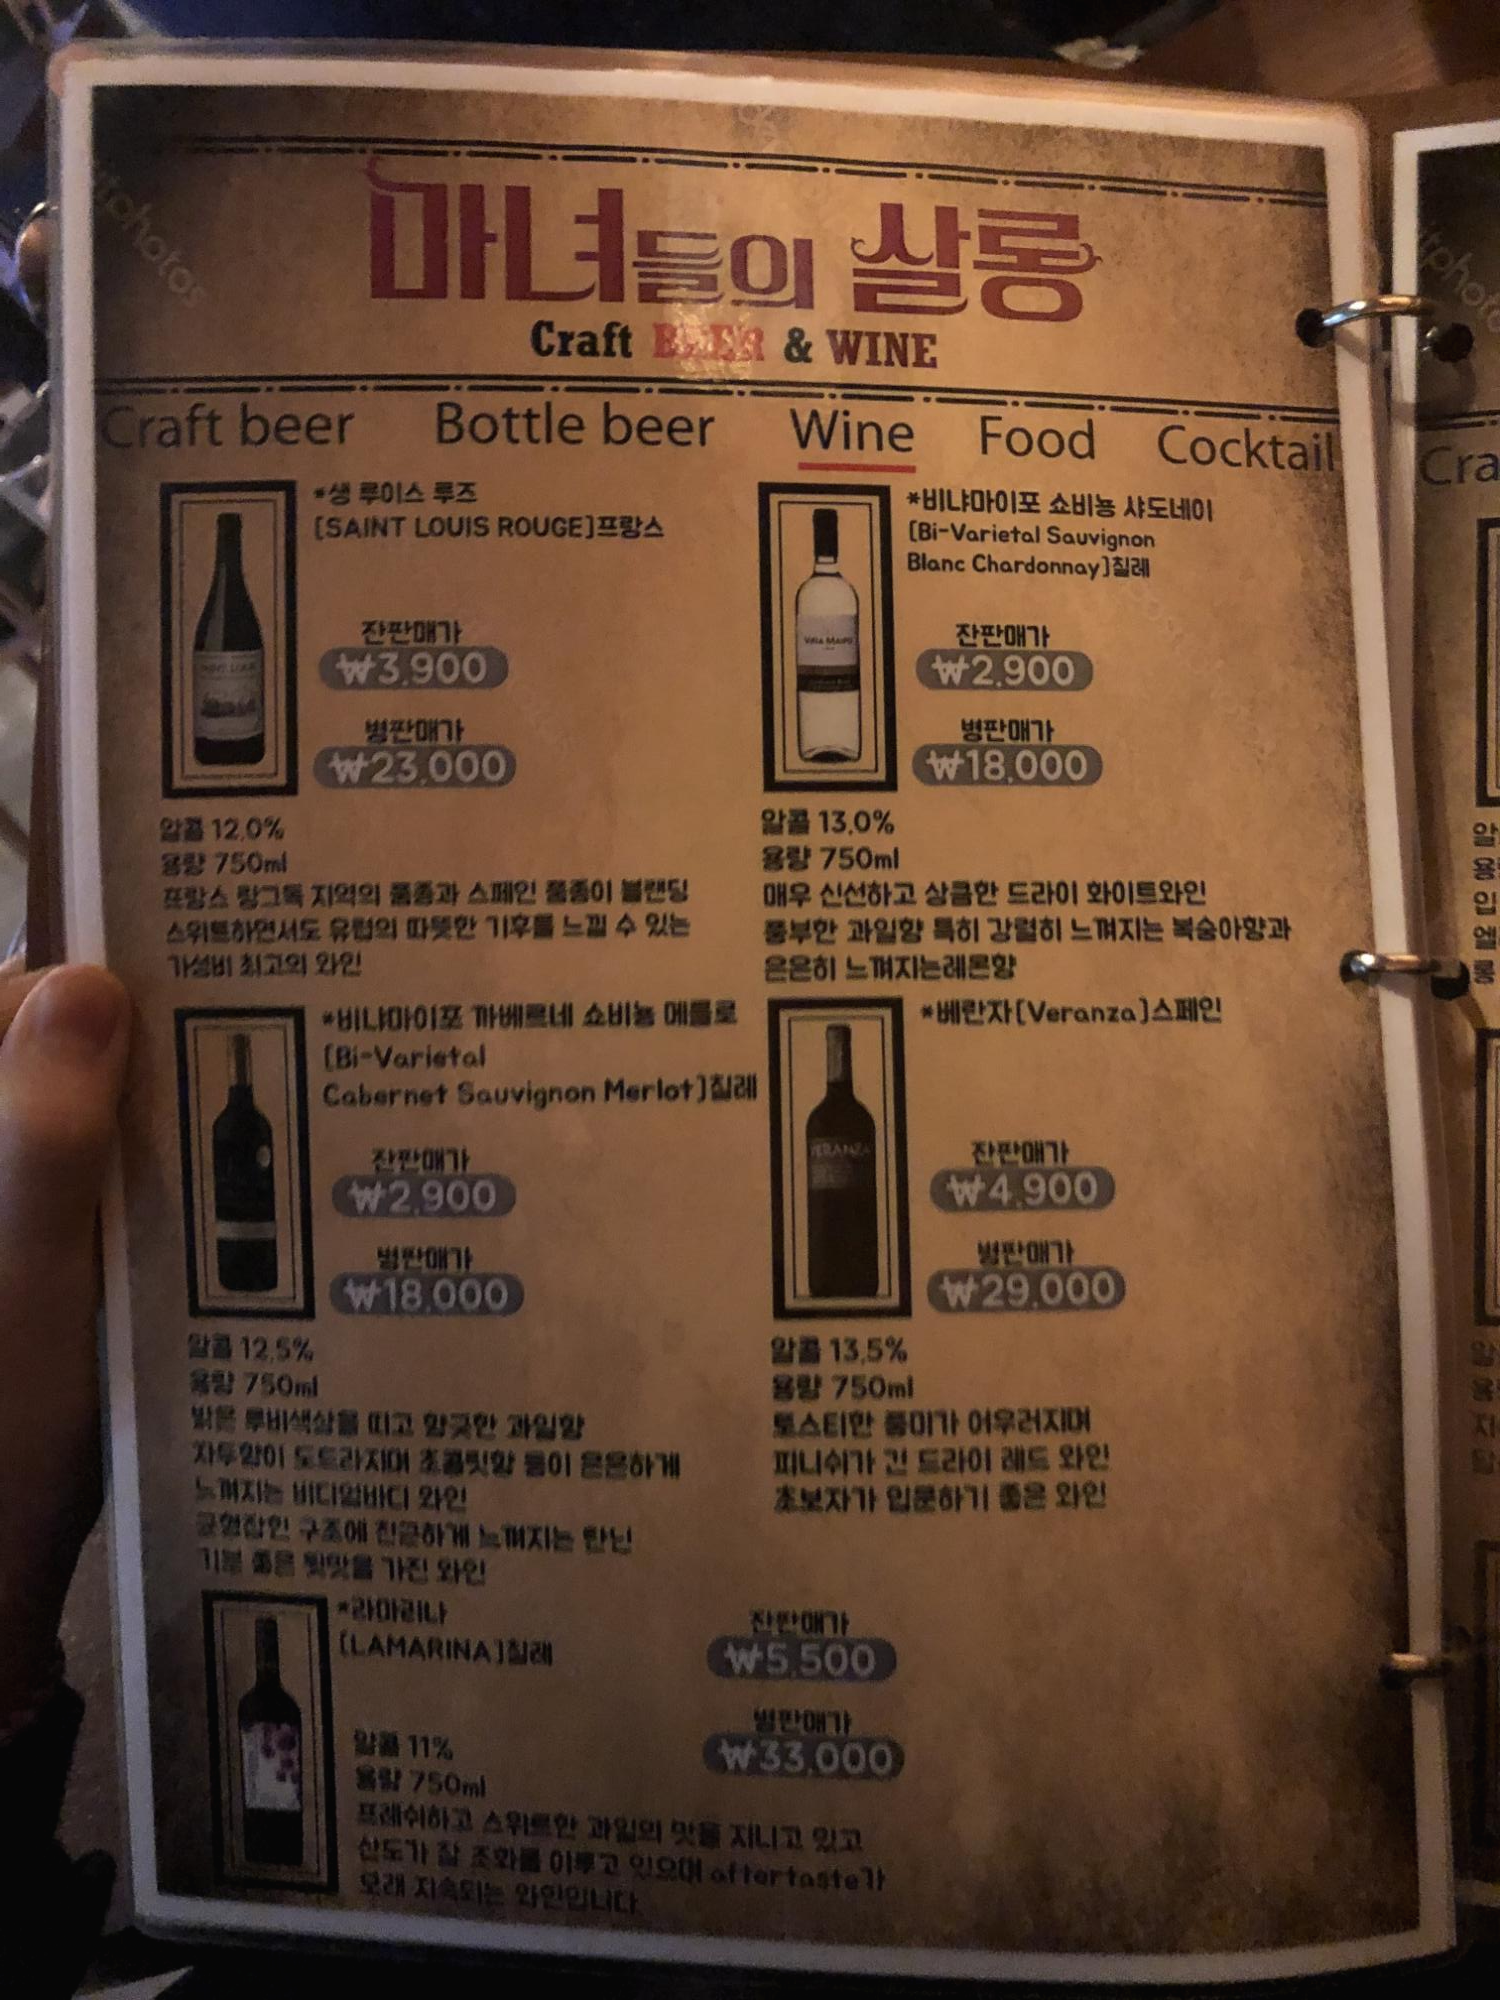 마녀들의 살롱
Craft BEER & WINE
Craft beer Bottle beer Wine Food Cocktail
*생 루이스 루즈
[SAINT LOUIS ROUGE]프랑스
잔판매가
₩3,900
병판매가
₩23,000
알콜 12.0%
용량 750ml
프랑스 랑그독 지역의 품종과 스페인 품종이 블랜딩
스위트하면서도 유럽의 따뜻한 기후를 느낄 수 있는
가성비 최고의 와인
*비냐마이포 쇼비뇽 샤도네이
[Bi-Varietal Sauvignon
Blanc Chardonnay]칠레
잔판매가
₩2,900
병판매가
₩18,000
알콜 13.0%
용량 750ml
매우 신선하고 상큼한 드라이 화이트와인
풍부한 과일향 특히 강렬히 느껴지는 복숭아향과
은은히 느껴지는레몬향
*비냐마이포 까베르네 쇼비뇽 메를로
[Bi-Varietal
Cabernet Sauvignon Merlot]칠레
잔판매가
₩2,900
병판매가
₩18,000
알콜 12.5%
용량 750ml
밝은 루비색상을 띠고 향긋한 과일향
자두향이 도드라지며 초콜릿향 등이 은은하게
느껴지는 미디엄바디 와인
균형잡힌 구조에 친근하게 느껴지는 탄닌
기분 좋은 뒷맛을 가진 와인
*베란자[Veranza]스페인
잔판매가
₩4,900
병판매가
₩29,000
알콜 13.5%
용량 750ml
토스티한 풍미가 어우러지며
피니쉬가 긴 드라이 레드 와인
초보자가 입문하기 좋은 와인
*라마리나
[LAMARINA]칠레
잔판매가
₩5,500
병판매가
₩33,000
알콜 11%
용량 750ml
프레쉬하고 스위트한 과일의 맛을 지니고 있고
산도가 잘 조화를 이루고 있으며 aftertaste가
오래 지속되는 와인입니다.